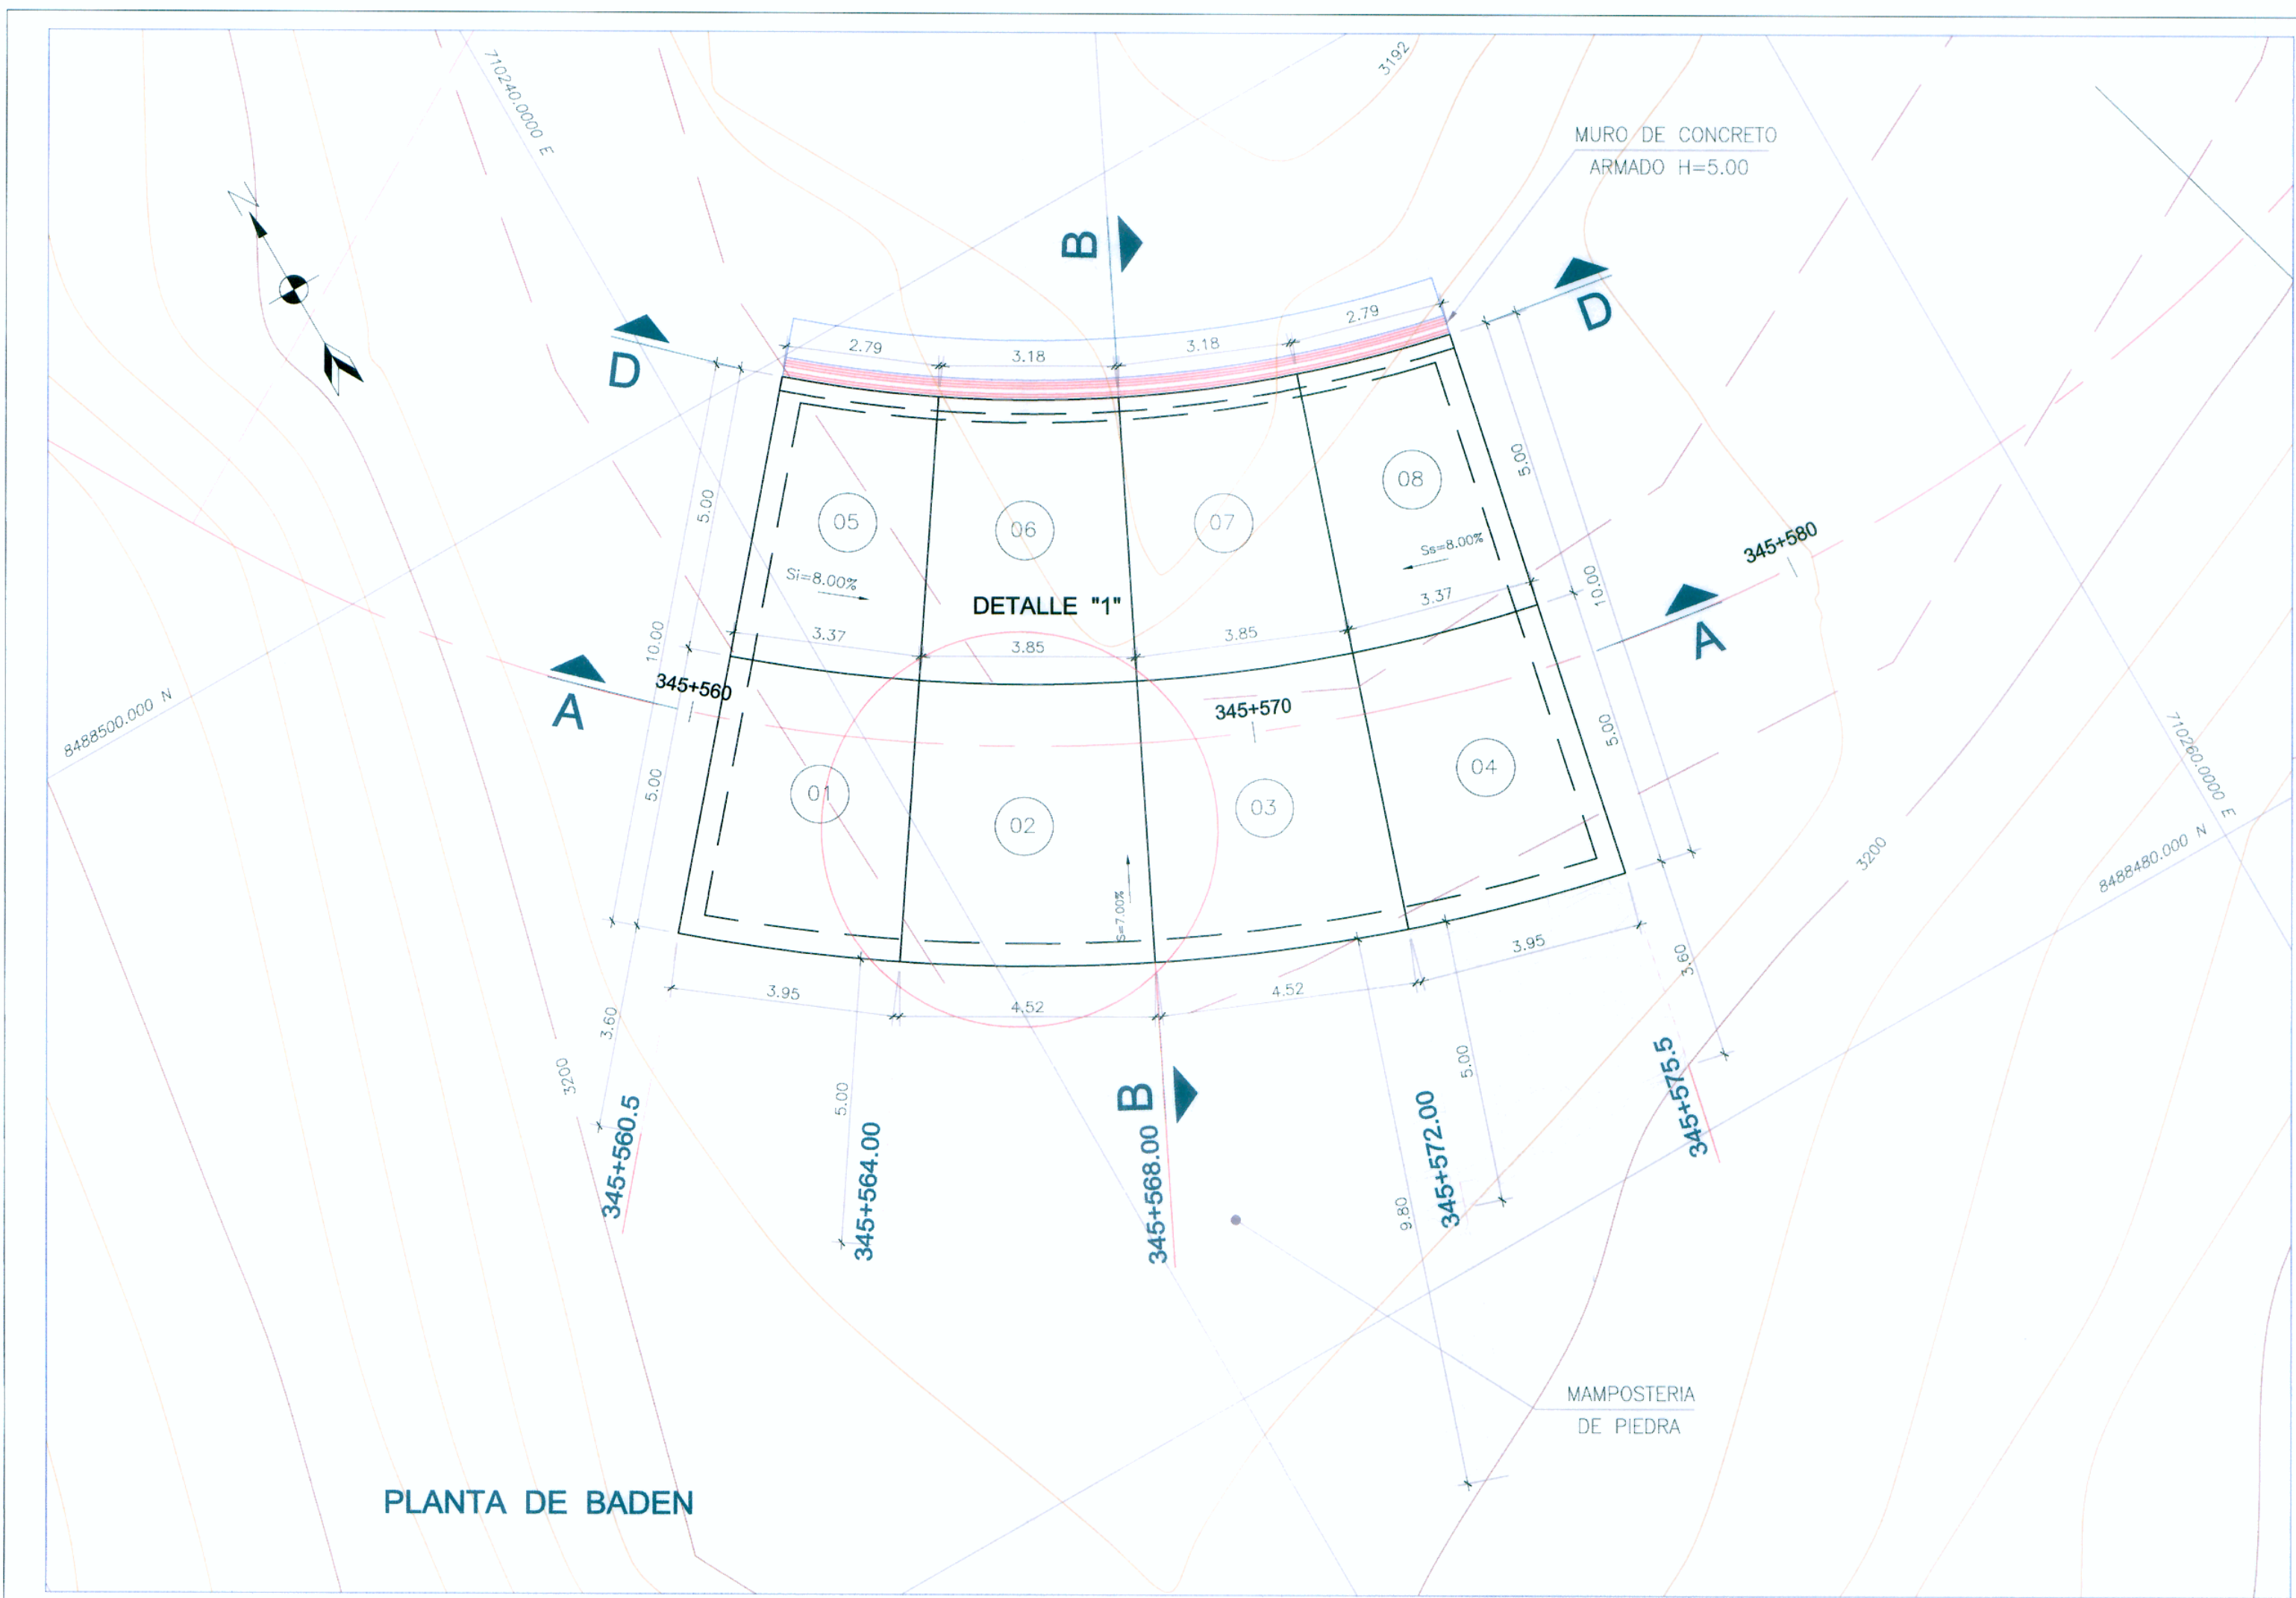 710240.0000 E
3192
MURO DE CONCRETO
ARMADO H=5.00
N
B
D
D
2.79
3.18
3.18
2.79
5.00
5.00
05
06
07
08
Si=8.00%
Ss=8.00%
DETALLE "1"
345+580
10.00
10.00
3.37
3.85
3.85
3.37
A
A
345+560
345+570
8488500.000 N
5.00
5.00
01
02
03
04
S=7.00%
710260.0000 E
8488480.000 N
3200
3.95
4.52
4.52
3.95
3.60
3.60
3200
5.00
5.00
9.80
B
345+560.5
345+564.00
345+568.00
345+572.00
345+575.5
MAMPOSTERIA
DE PIEDRA
PLANTA DE BADEN